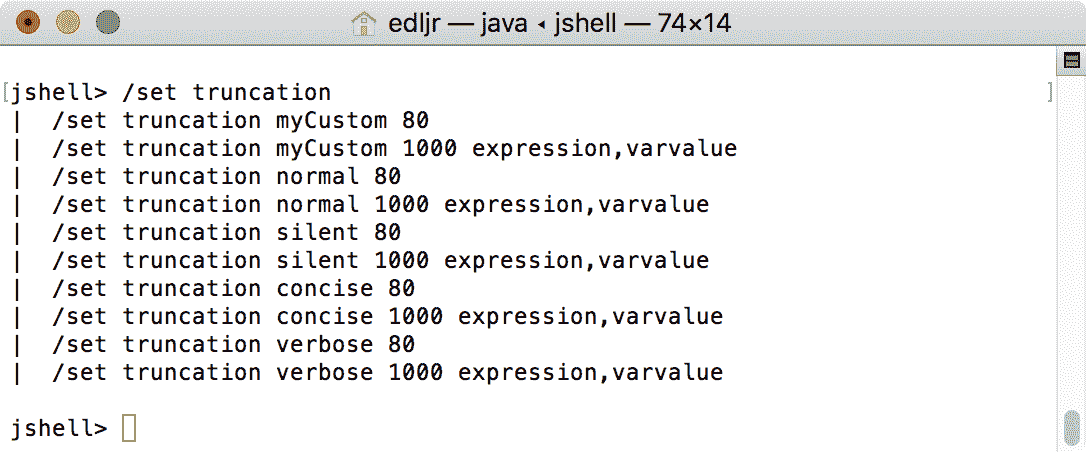 edljr — java ◂ jshell — 74×14
[jshell> /set truncation ]
|  /set truncation myCustom 80
|  /set truncation myCustom 1000 expression,varvalue
|  /set truncation normal 80
|  /set truncation normal 1000 expression,varvalue
|  /set truncation silent 80
|  /set truncation silent 1000 expression,varvalue
|  /set truncation concise 80
|  /set truncation concise 1000 expression,varvalue
|  /set truncation verbose 80
|  /set truncation verbose 1000 expression,varvalue
jshell>